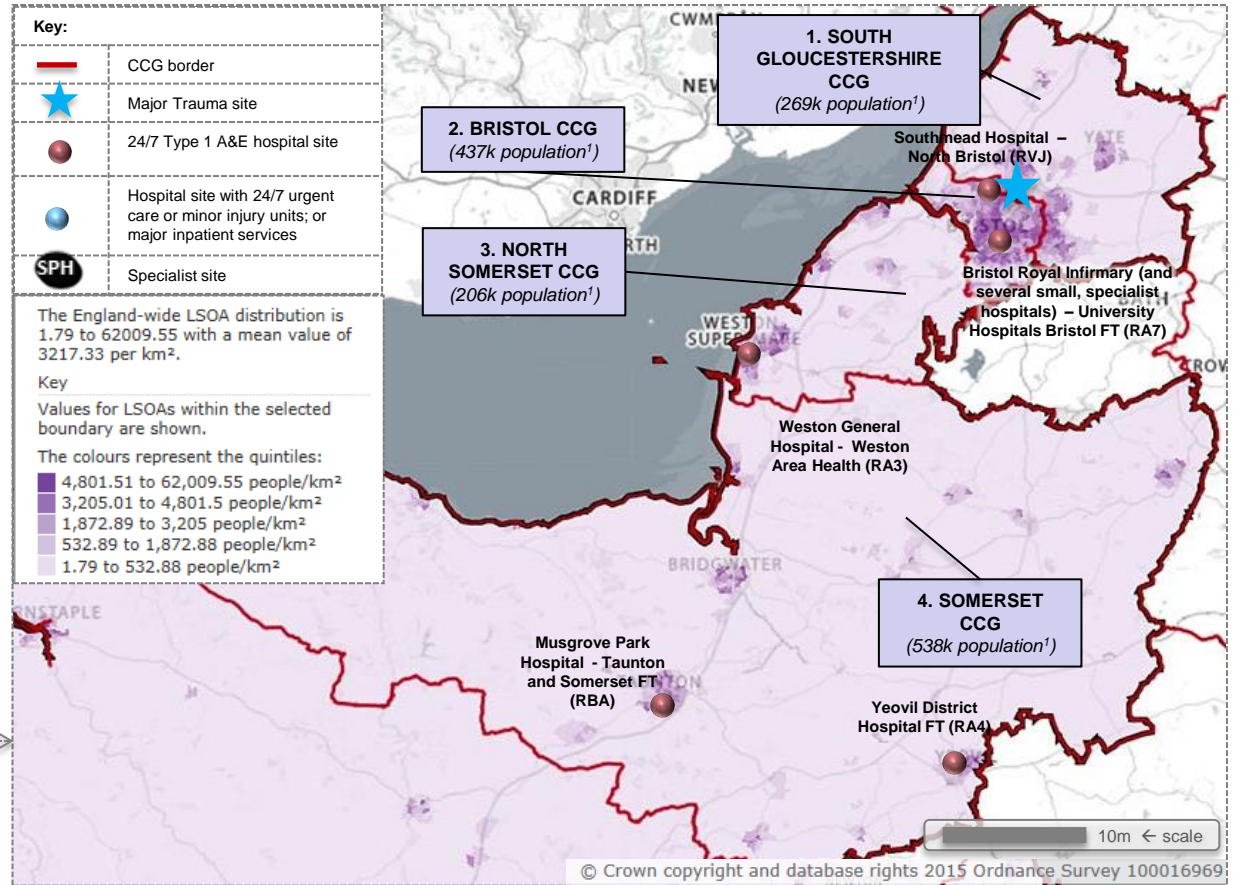 Key:
CCG border
Major Trauma site
24/7 Type 1 A&E hospital site
Hospital site with 24/7 urgent
care or minor injury units; or
major inpatient services
SPH
Specialist site
The England-wide LSOA distribution is
1.79 to 62009.55 with a mean value of
3217.33 per km².
Key
Values for LSOAs within the selected
boundary are shown.
The colours represent the quintiles:
4,801.51 to 62,009.55 people/km²
3,205.01 to 4,801.5 people/km²
1,872.89 to 3,205 people/km²
532.89 to 1,872.88 people/km²
1.79 to 532.88 people/km²
1. SOUTH
GLOUCESTERSHIRE
CCG
(269k population¹)
2. BRISTOL CCG
(437k population¹)
3. NORTH
SOMERSET CCG
(206k population¹)
4. SOMERSET
CCG
(538k population¹)
Southmead Hospital –
North Bristol (RVJ)
YATE
CARDIFF
Bristol Royal Infirmary (and
several small, specialist
hospitals) – University
Hospitals Bristol FT (RA7)
BATH
WESTON
Weston General
Hospital - Weston
Area Health (RA3)
BRIDGWATER
Musgrove Park
Hospital - Taunton
and Somerset FT
(RBA)
Yeovil District
Hospital FT (RA4)
10m ← scale
© Crown copyright and database rights 2015 Ordnance Survey 100016969